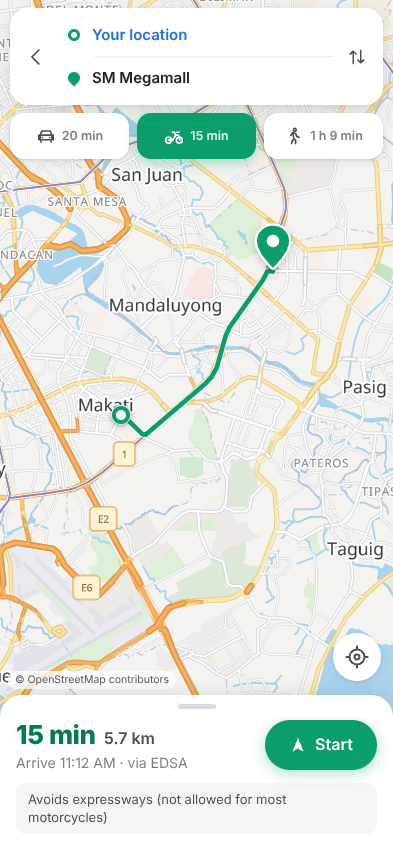 Your location
SM Megamall
20 min
15 min
1 h 9 min
San Juan
SANTA MESA
NDACAN
Mandaluyong
Makati
Pasig
1
PATEROS
E2
Taguig
E6
© OpenStreetMap contributors
15 min 5.7 km
Arrive 11:12 AM · via EDSA
Start
Avoids expressways (not allowed for most
motorcycles)